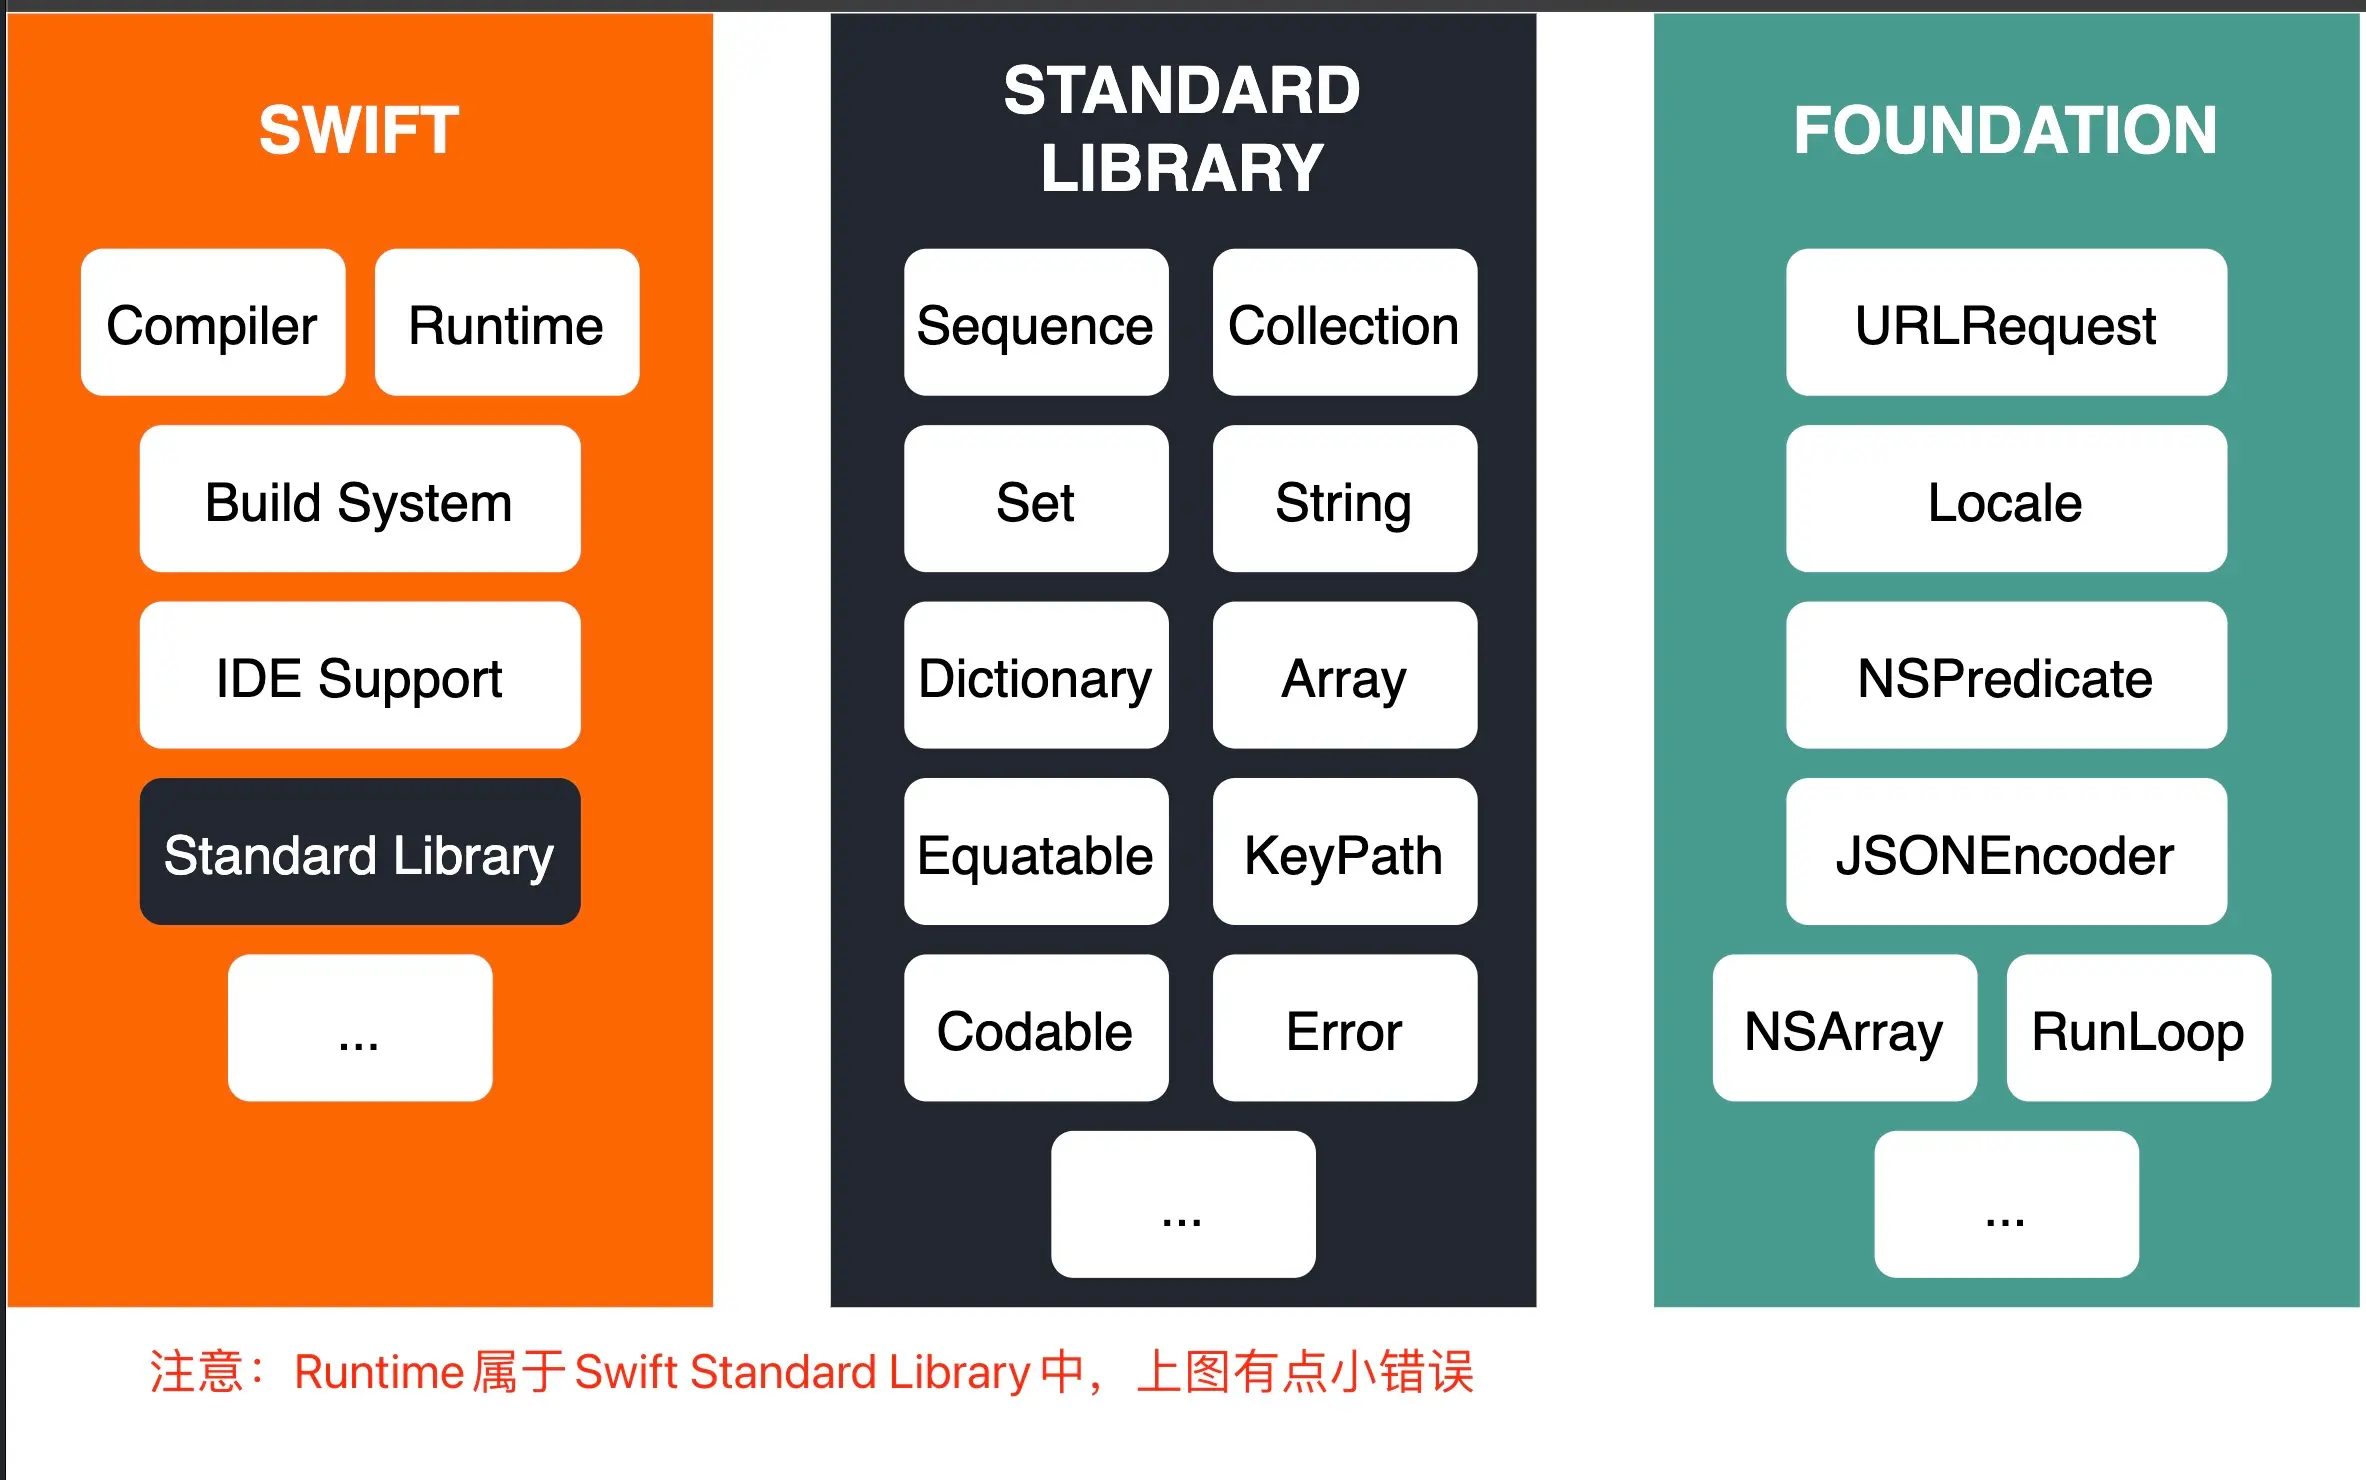 SWIFT
Compiler
Runtime
Build System
IDE Support
Standard Library
...
STANDARD
LIBRARY
Sequence
Collection
Set
String
Dictionary
Array
Equatable
KeyPath
Codable
Error
...
FOUNDATION
URLRequest
Locale
NSPredicate
JSONEncoder
NSArray
RunLoop
...
注意：Runtime属于Swift Standard Library中，上图有点小错误